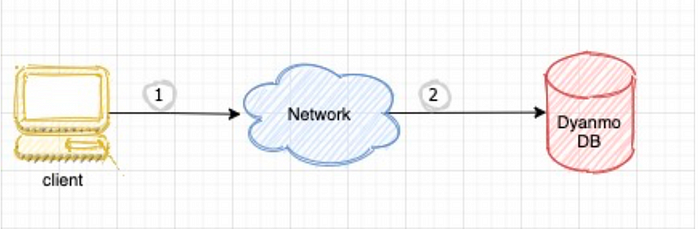 1
2
Network
Dyanmo
DB
client